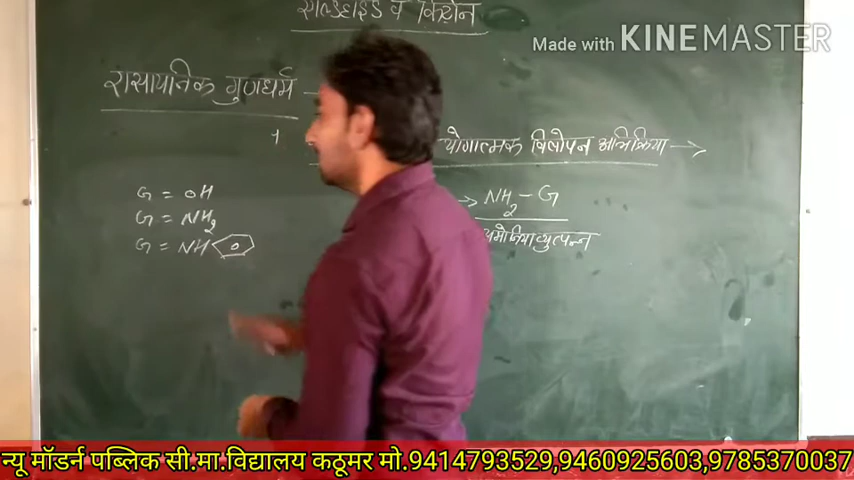 एल्डिहाइड व किटोन
Made with KINEMASTER
रासायनिक गुणधर्म
1
योगात्मक विलोपन अभिक्रिया →
G = OH
G = NH2
G = NH
→ NH2 - G
अमोनिया व्युत्पन्न
न्यू मॉडर्न पब्लिक सी.मा.विद्यालय कठूमर मो.9414793529,9460925603,9785370037